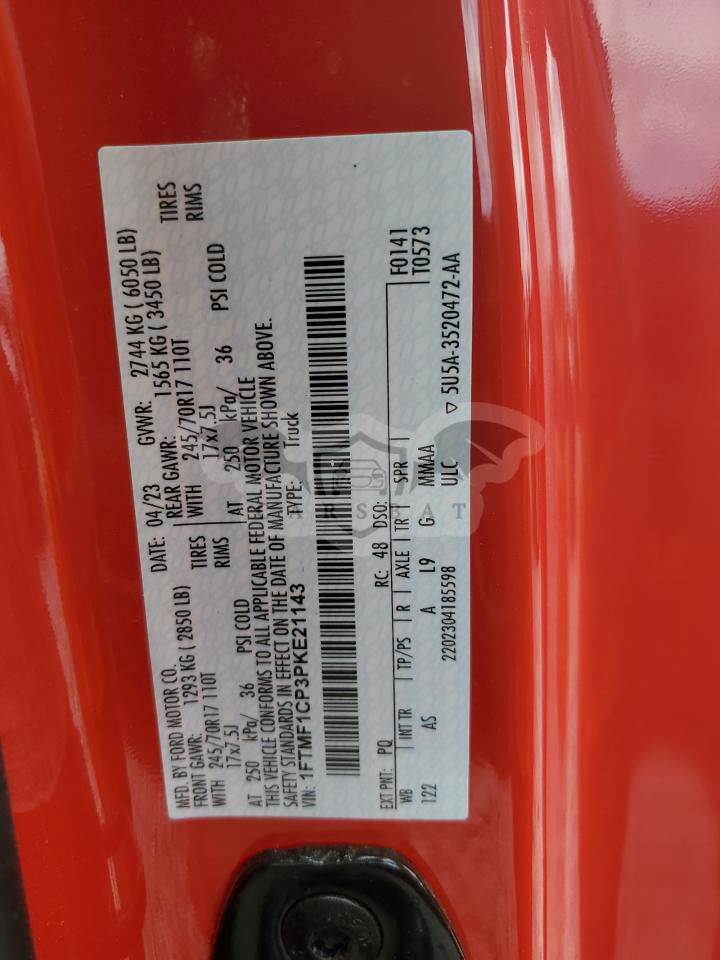 MFD. BY FORD MOTOR CO.
DATE: 04/23 GVWR: 2744 KG ( 6050 LB)
FRONT GAWR: 1293 KG ( 2850 LB)
REAR GAWR: 1565 KG ( 3450 LB)
WITH 245/70R17 110T TIRES
WITH 245/70R17 110T TIRES
17x7.5J RIMS
17x7.5J RIMS
AT 250 kPa/ 36 PSI COLD
AT 250 kPa/ 36 PSI COLD
THIS VEHICLE CONFORMS TO ALL APPLICABLE FEDERAL MOTOR VEHICLE
SAFETY STANDARDS IN EFFECT ON THE DATE OF MANUFACTURE SHOWN ABOVE.
VIN: 1FTMF1CP3PKE21143 TYPE: Truck
F0141
EXT PNT: PQ RC: 48 DSO: T0573
WB INT TR TP/PS R AXLE TR SPR
122 AS A L9 G MMAA
2202304185598 ULC ▽ 5U5A-3520472-AA